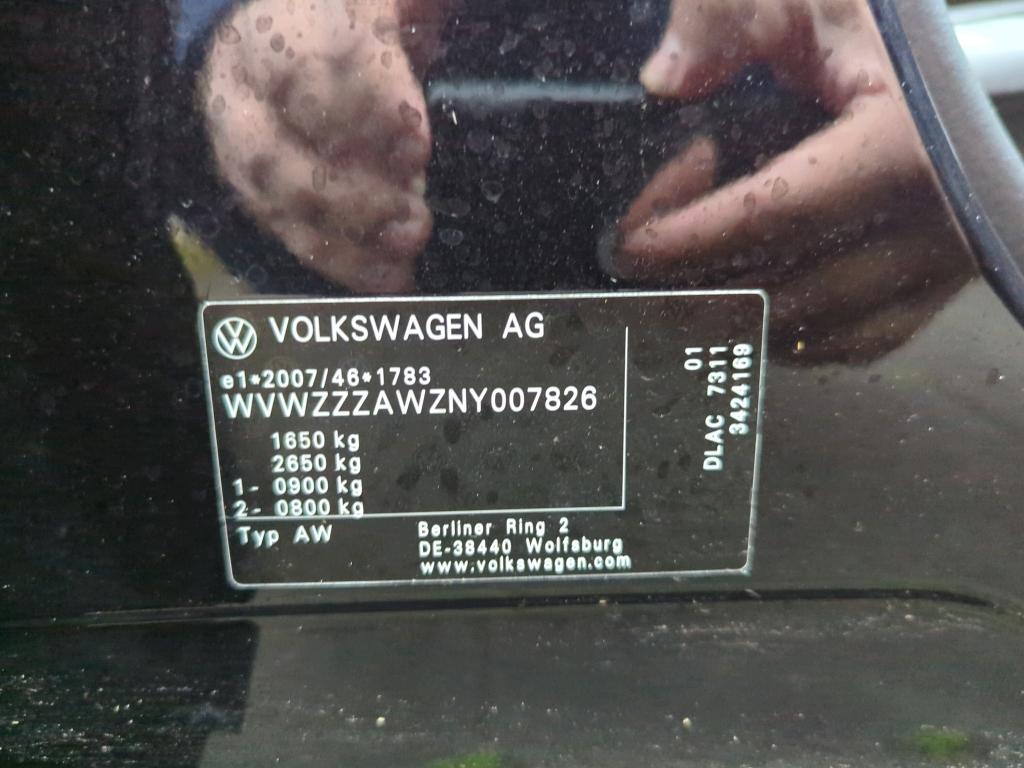 VOLKSWAGEN AG
e1*2007/46*1783
WVWZZZAWZNY007826
1650 kg
2650 kg
1- 0900 kg
2- 0800 kg
Typ AW
Berliner Ring 2
DE-38440 Wolfsburg
www.volkswagen.com
01
DLAC 7311
3424169